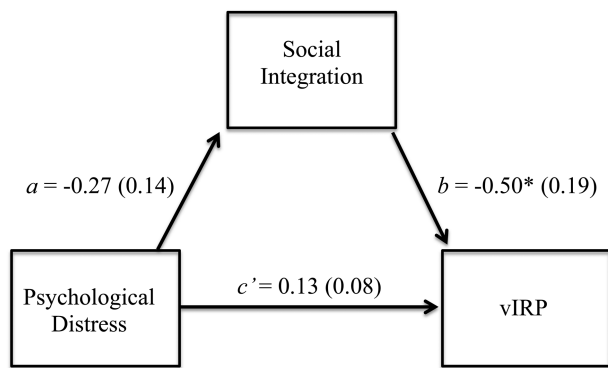 Social
Integration
a = -0.27 (0.14)
b = -0.50* (0.19)
Psychological
Distress
c’= 0.13 (0.08)
vIRP